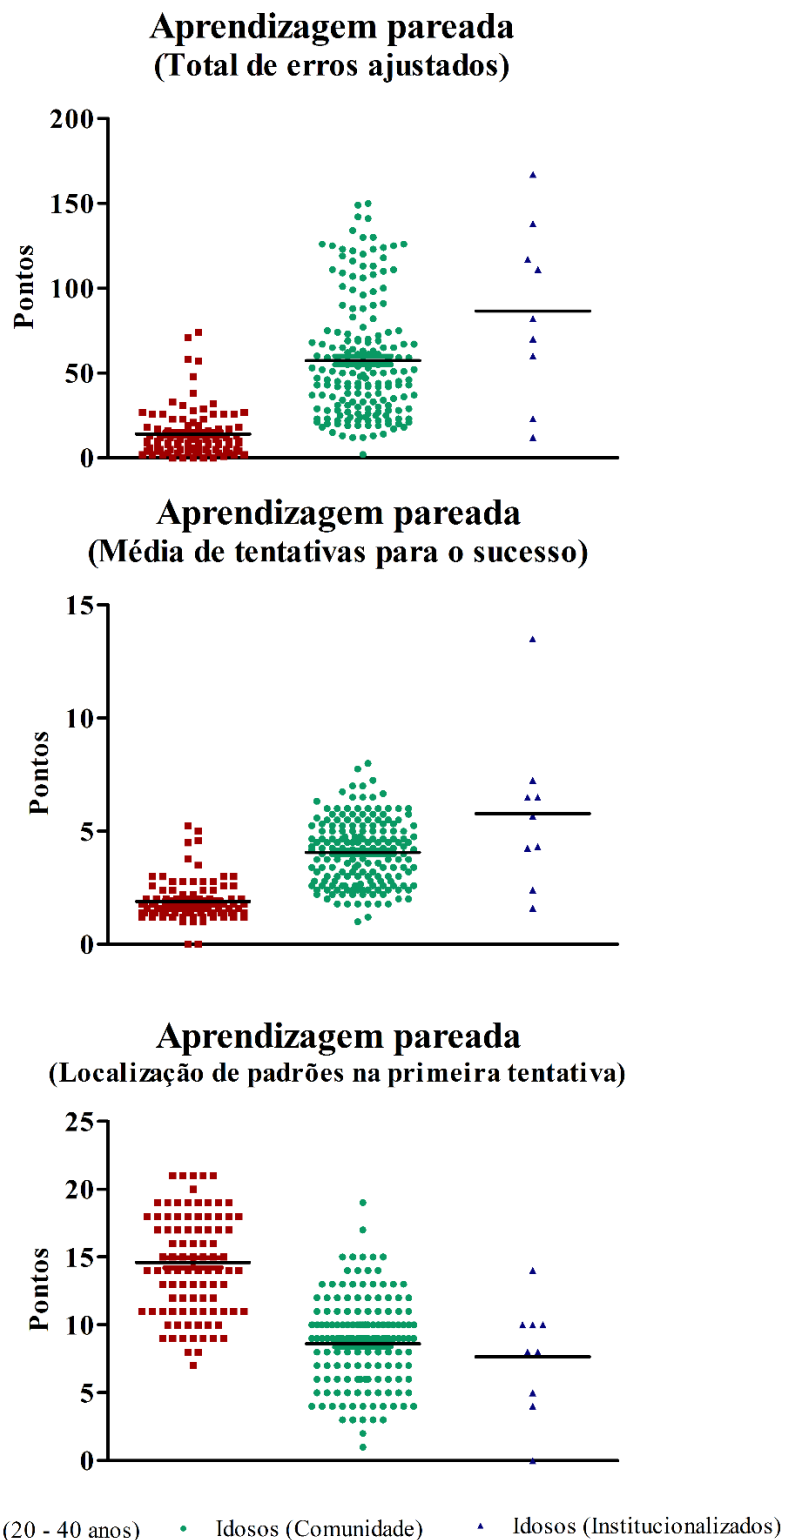 Aprendizagem pareada
(Total de erros ajustados)
200
150
100
50
0
Pontos
Aprendizagem pareada
(Média de tentativas para o sucesso)
15
10
5
0
Pontos
Aprendizagem pareada
(Localização de padrões na primeira tentativa)
25
20
15
10
5
0
Pontos
(20 - 40 anos) Idosos (Comunidade) Idosos (Institucionalizados)